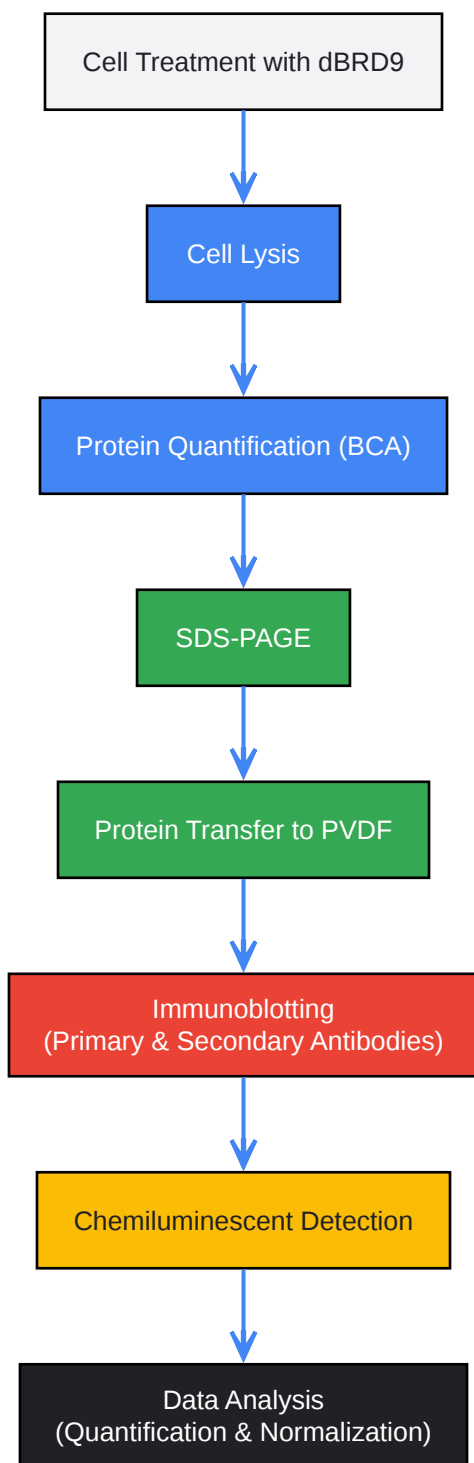 Cell Treatment with dBRD9
Cell Lysis
Protein Quantification (BCA)
SDS-PAGE
Protein Transfer to PVDF
Immunoblotting
(Primary & Secondary Antibodies)
Chemiluminescent Detection
Data Analysis
(Quantification & Normalization)